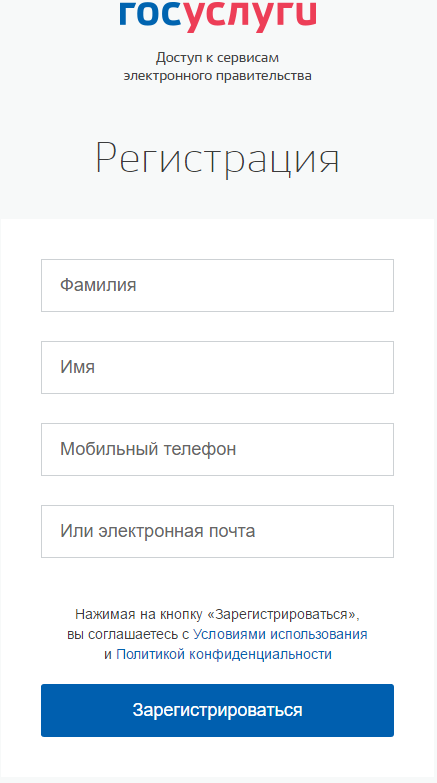 госуслуги
Доступ к сервисам
электронного правительства
Регистрация
Фамилия
Имя
Мобильный телефон
Или электронная почта
Нажимая на кнопку «Зарегистрироваться»,
вы соглашаетесь с Условиями использования
и Политикой конфиденциальности
Зарегистрироваться